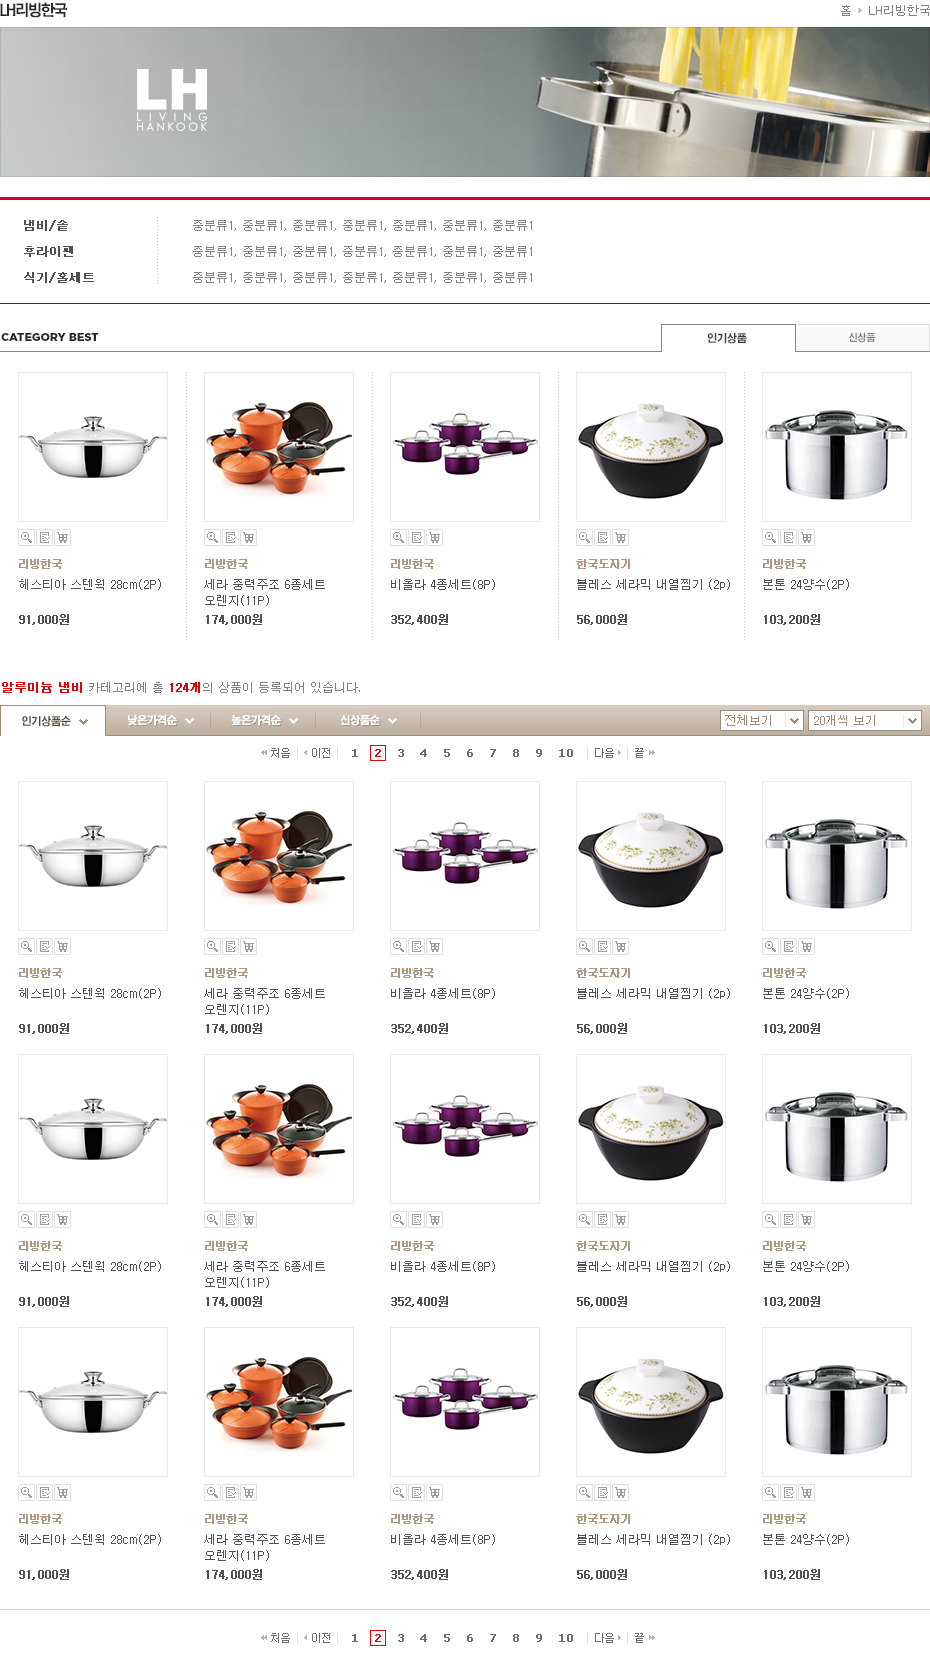 LH리빙한국
홈 LH리빙한국
LH
LIVING
HANKOOK
냄비/솥 중분류1, 중분류1, 중분류1, 중분류1, 중분류1, 중분류1, 중분류1
후라이팬 중분류1, 중분류1, 중분류1, 중분류1, 중분류1, 중분류1, 중분류1
식기/홈세트 중분류1, 중분류1, 중분류1, 중분류1, 중분류1, 중분류1, 중분류1
CATEGORY BEST 인기상품 신상품
리빙한국 리빙한국 리빙한국 한국도자기 리빙한국
헤스티아 스텐웍 28cm(2P) 세라 중력주조 6종세트 비올라 4종세트(8P) 블레스 세라믹 내열찜기 (2p) 본톤 24양수(2P)
오렌지(11P)
91,000원 174,000원 352,400원 56,000원 103,200원
알루미늄 냄비 카테고리에 총 124개의 상품이 등록되어 있습니다.
인기상품순 낮은가격순 높은가격순 신상품순 전체보기 20개씩 보기
처음 이전 1 2 3 4 5 6 7 8 9 10 다음 끝
리빙한국 리빙한국 리빙한국 한국도자기 리빙한국
헤스티아 스텐웍 28cm(2P) 세라 중력주조 6종세트 비올라 4종세트(8P) 블레스 세라믹 내열찜기 (2p) 본톤 24양수(2P)
오렌지(11P)
91,000원 174,000원 352,400원 56,000원 103,200원
리빙한국 리빙한국 리빙한국 한국도자기 리빙한국
헤스티아 스텐웍 28cm(2P) 세라 중력주조 6종세트 비올라 4종세트(8P) 블레스 세라믹 내열찜기 (2p) 본톤 24양수(2P)
오렌지(11P)
91,000원 174,000원 352,400원 56,000원 103,200원
리빙한국 리빙한국 리빙한국 한국도자기 리빙한국
헤스티아 스텐웍 28cm(2P) 세라 중력주조 6종세트 비올라 4종세트(8P) 블레스 세라믹 내열찜기 (2p) 본톤 24양수(2P)
오렌지(11P)
91,000원 174,000원 352,400원 56,000원 103,200원
처음 이전 1 2 3 4 5 6 7 8 9 10 다음 끝